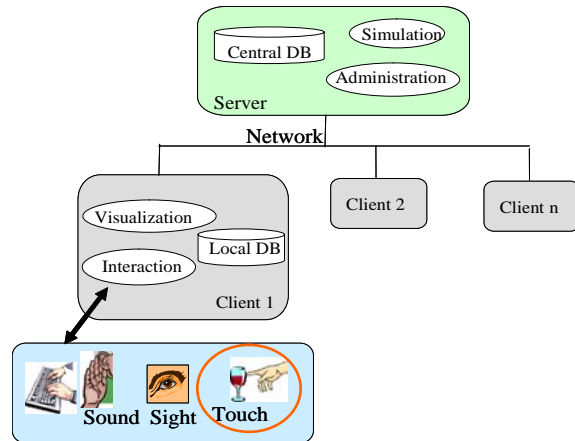 Simulation
Central DB
Administration
Server
Network
Visualization
Local DB
Interaction
Client 1
Client 2
Client n
Sound Sight Touch